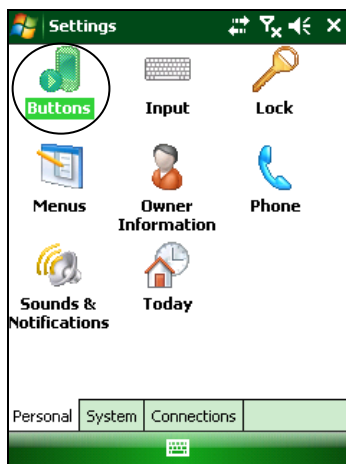 Settings
Buttons
Input
Lock
Menus
Owner
Information
Phone
Sounds &
Notifications
Today
Personal System Connections